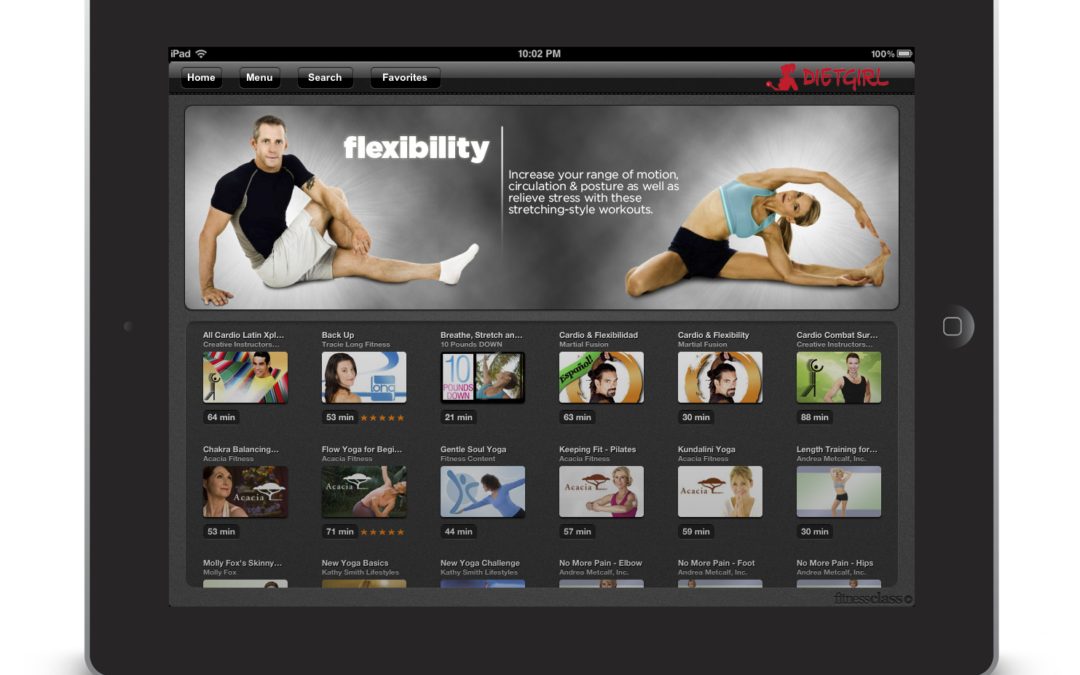 iPad
10:02 PM
100%
Home
Menu
Search
Favorites
DIETGIRL
flexibility
Increase your range of motion,
circulation & posture as well as
relieve stress with these
stretching-style workouts.
All Cardio Latin Xpl...
Creative Instructors...
64 min
Back Up
Tracie Long Fitness
53 min
Breathe, Stretch an...
10 Pounds DOWN
10
POUNDS
DOWN
21 min
Cardio & Flexibilidad
Martial Fusion
Español!
63 min
Cardio & Flexibility
Martial Fusion
30 min
Cardio Combat Sur...
Creative Instructors...
88 min
Chakra Balancing...
Acacia Fitness
Acacia
53 min
Flow Yoga for Begi...
Acacia Fitness
Acacia
71 min
Gentle Soul Yoga
Fitness Content
44 min
Keeping Fit - Pilates
Acacia Fitness
Acacia
57 min
Kundalini Yoga
Acacia Fitness
Acacia
59 min
Length Training for...
Andrea Metcalf, Inc.
30 min
Molly Fox's Skinny...
Molly Fox
New Yoga Basics
Kathy Smith Lifestyles
New Yoga Challenge
Kathy Smith Lifestyles
No More Pain - Elbow
Andrea Metcalf, Inc.
No More Pain - Foot
Andrea Metcalf, Inc.
No More Pain - Hips
Andrea Metcalf, Inc.
fitnessclass